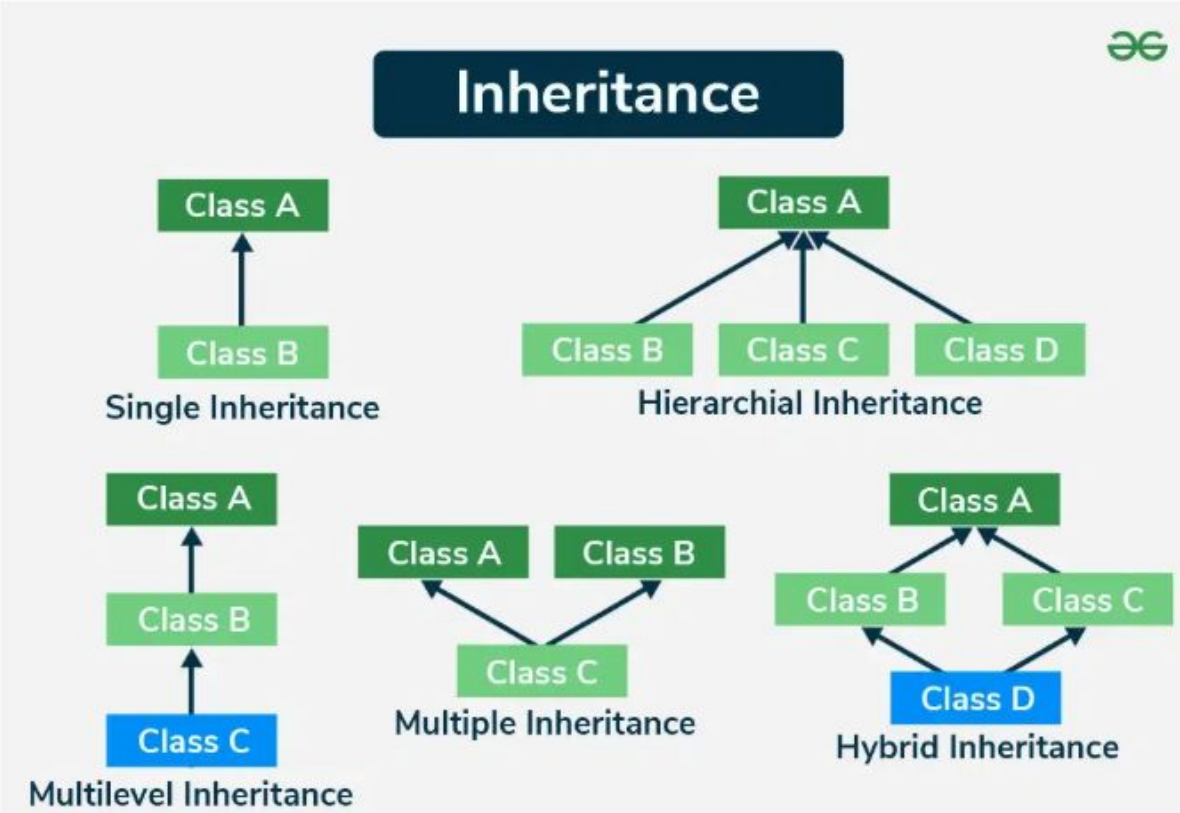 Inheritance
Class A
Class B
Single Inheritance
Class A
Class B Class C Class D
Hierarchial Inheritance
Class A
Class B
Class C
Multilevel Inheritance
Class A Class B
Class C
Multiple Inheritance
Class A
Class B Class C
Class D
Hybrid Inheritance